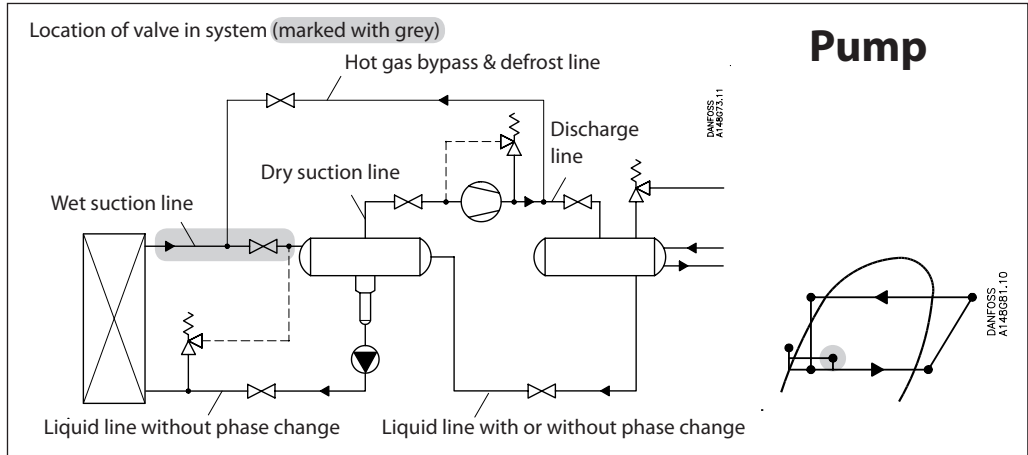 Location of valve in system (marked with grey)
Pump
Hot gas bypass & defrost line
DANFOSS
A148G73.11
Discharge
line
Dry suction line
Wet suction line
DANFOSS
A148G81.10
Liquid line without phase change
Liquid line with or without phase change